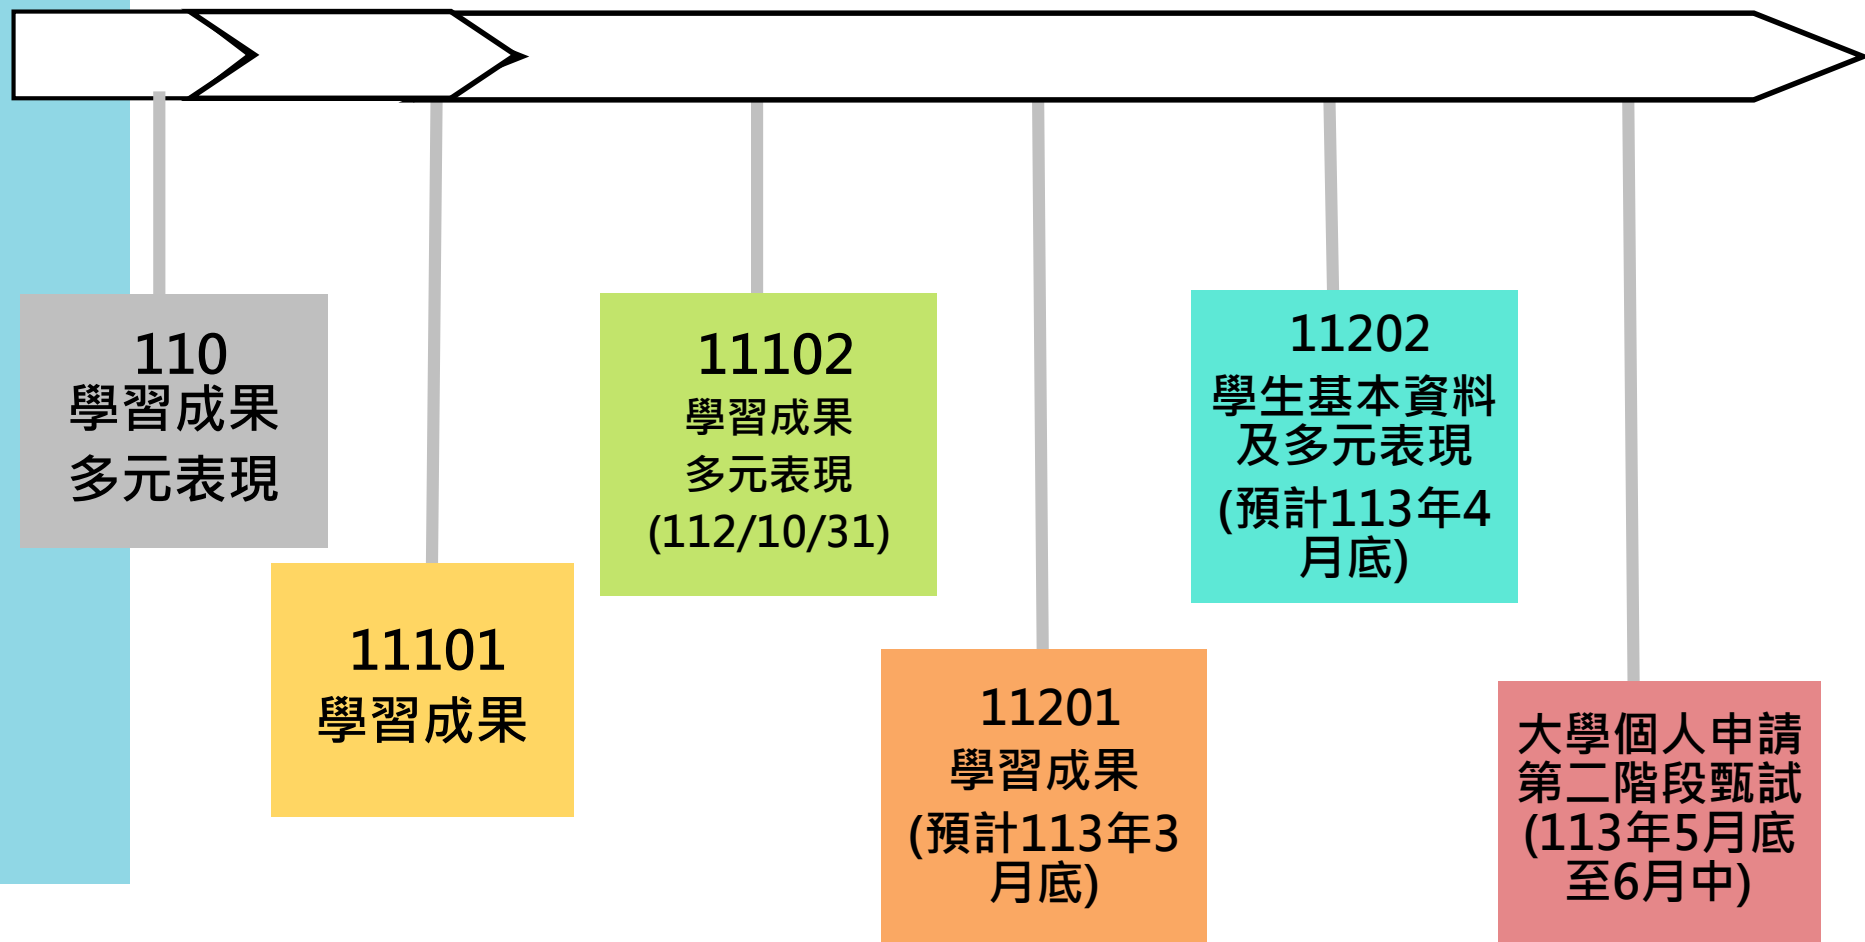 110
學習成果
多元表現
11101
學習成果
11102
學習成果
多元表現
(112/10/31)
11201
學習成果
(預計113年3
月底)
11202
學生基本資料
及多元表現
(預計113年4
月底)
大學個人申請
第二階段甄試
(113年5月底
至6月中)